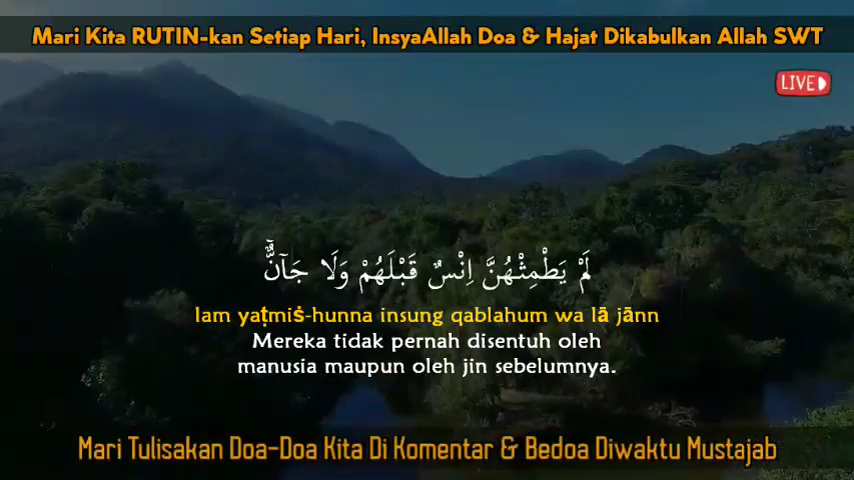 Mari Kita RUTIN-kan Setiap Hari, InsyaAllah Doa & Hajat Dikabulkan Allah SWT
LIVE
لَمْ يَطْمِثْهُنَّ اِنْسٌ قَبْلَهُمْ وَلَا جَاۤنٌّۚ
lam yaṭmiṡ-hunna insung qablahum wa lā jānn
Mereka tidak pernah disentuh oleh
manusia maupun oleh jin sebelumnya.
Mari Tulisakan Doa-Doa Kita Di Komentar & Bedoa Diwaktu Mustajab